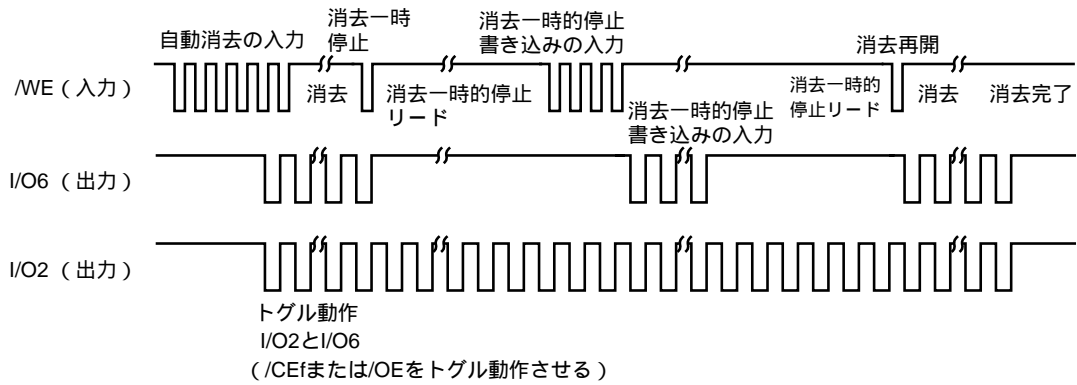 自動消去の入力
消去一時
停止
消去一時的停止
書き込みの入力
消去再開
/WE（入力）
消去
消去一時的停止
リード
消去一時的停止
書き込みの入力
消去一時的
停止リード
消去
消去完了
I/O6 （出力）
I/O2 （出力）
トグル動作
I/O2とI/O6
（/CEfまたは/OEをトグル動作させる）